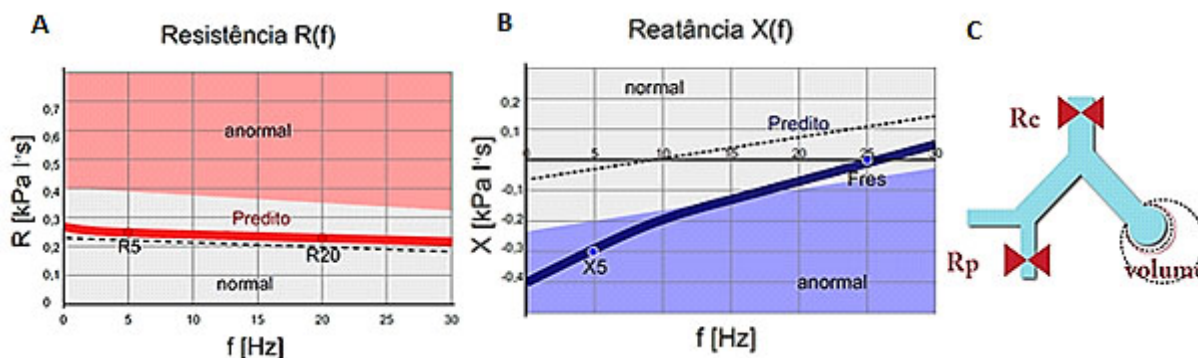 A
Resistência R(f)
R [kPa l⁻¹s]
0,7
0,6
0,5
0,4
0,3
0,2
0,1
0
anormal
Predito
R5
R20
normal
0
5
10
15
20
25
30
f [Hz]
B
Reatância X(f)
X [kPa l⁻¹s]
0,2
0,1
-0,1
-0,2
-0,3
-0,4
normal
Predito
5
10
15
20
25
30
Fres
X5
anormal
f [Hz]
C
Rc
Rp
volume